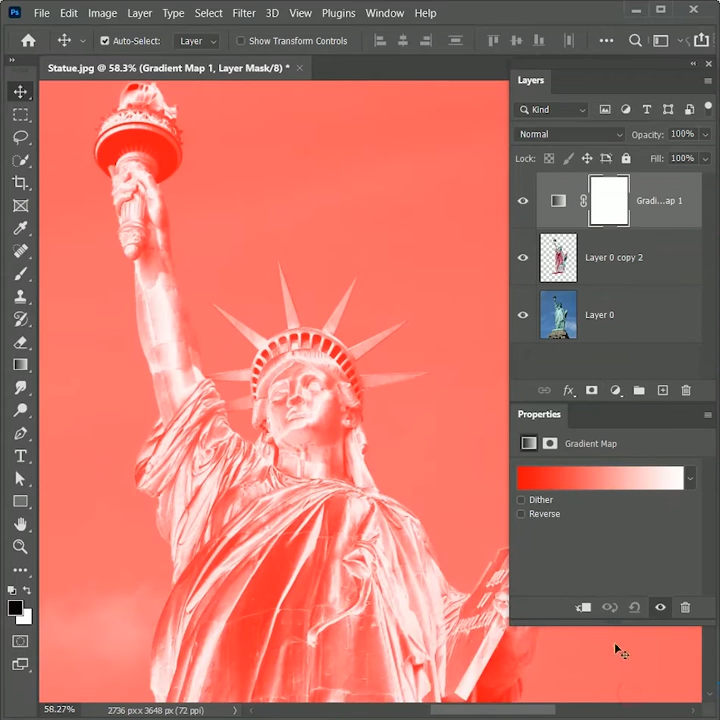 Ps File Edit Image Layer Type Select Filter 3D View Plugins Window Help
Auto-Select: Layer Show Transform Controls
Statue.jpg @ 58.3% (Gradient Map 1, Layer Mask/8) *
Layers
Kind
Normal Opacity: 100%
Lock: Fill: 100%
Gradi...ap 1
Layer 0 copy 2
Layer 0
fx
Properties
Gradient Map
Dither
Reverse
58.27% 2736 px x 3648 px (72 ppi)